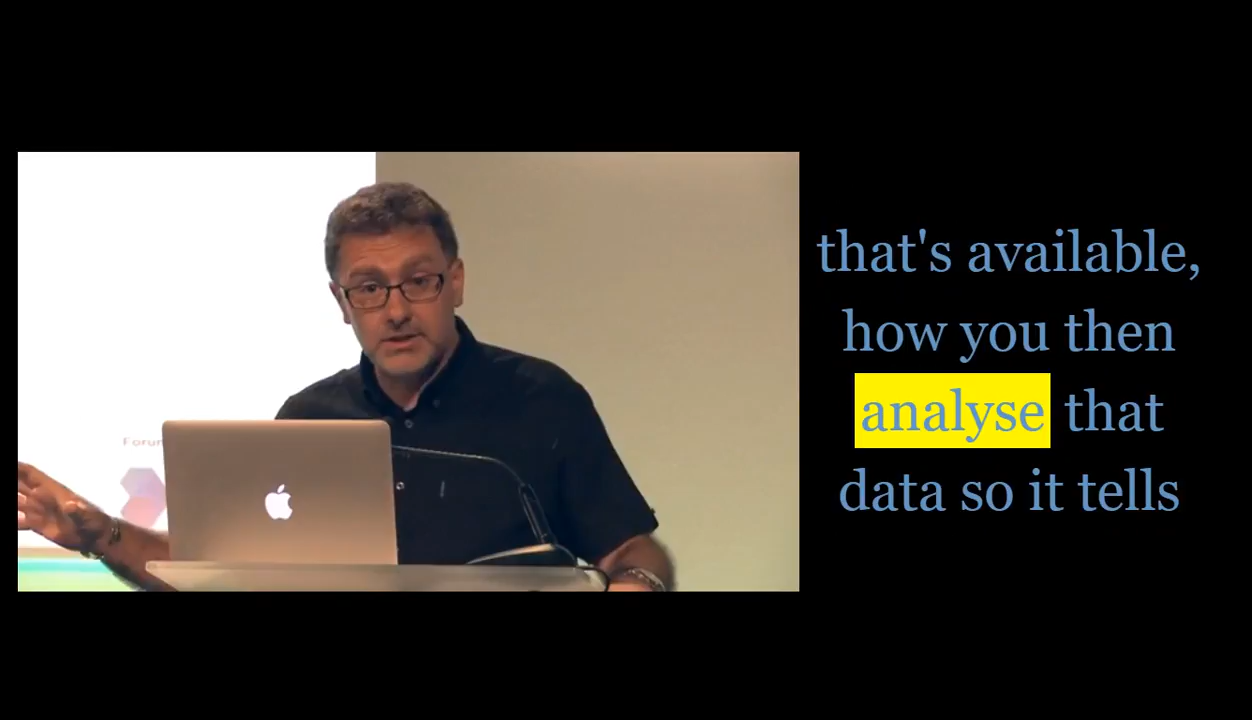 that's available,
how you then
analyse that
data so it tells